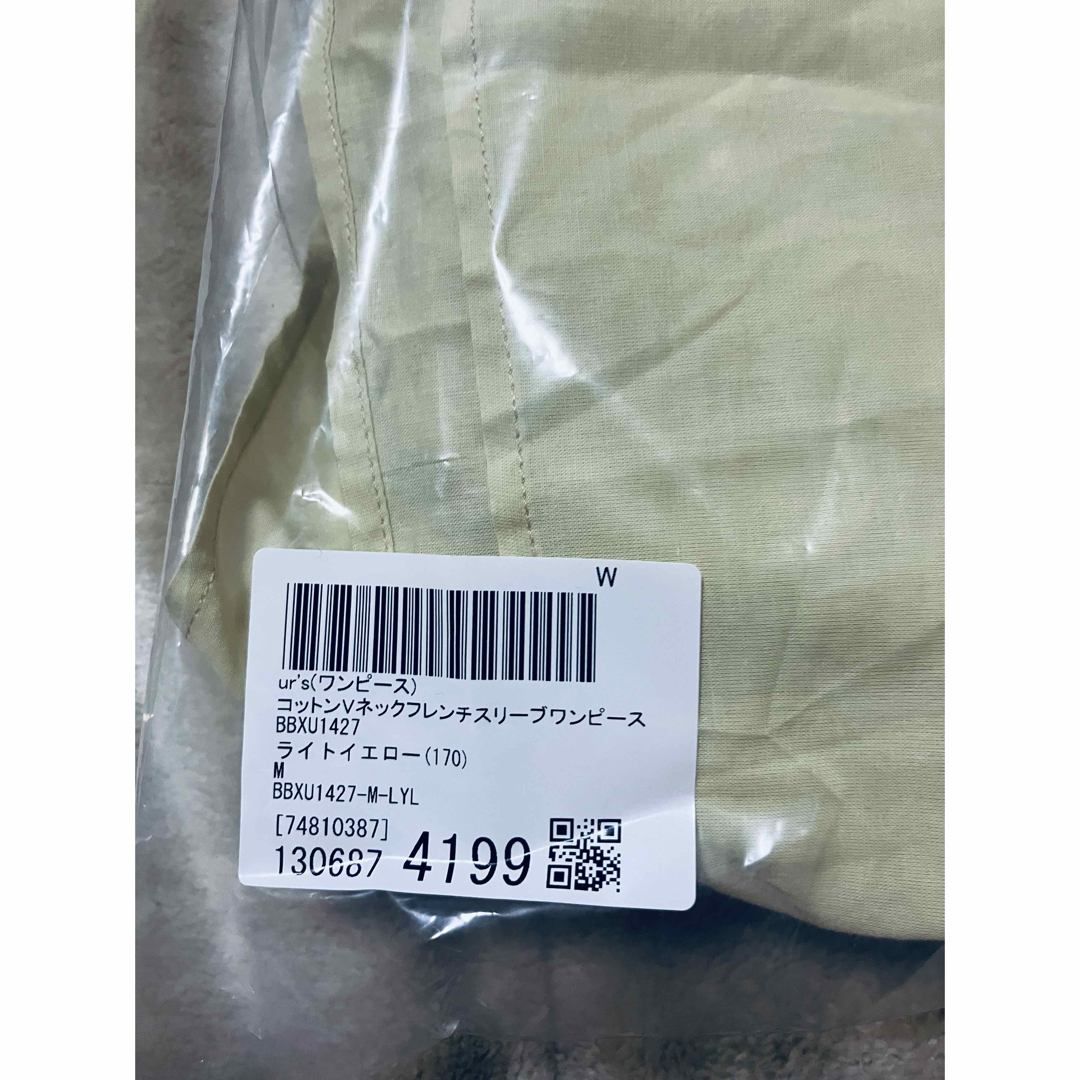 W
ur's(ワンピース)
コットンVネックフレンチスリーブワンピース
BBXU1427
ライトイエロー(170)
M
BBXU1427-M-LYL
[74810387]
130687 4199